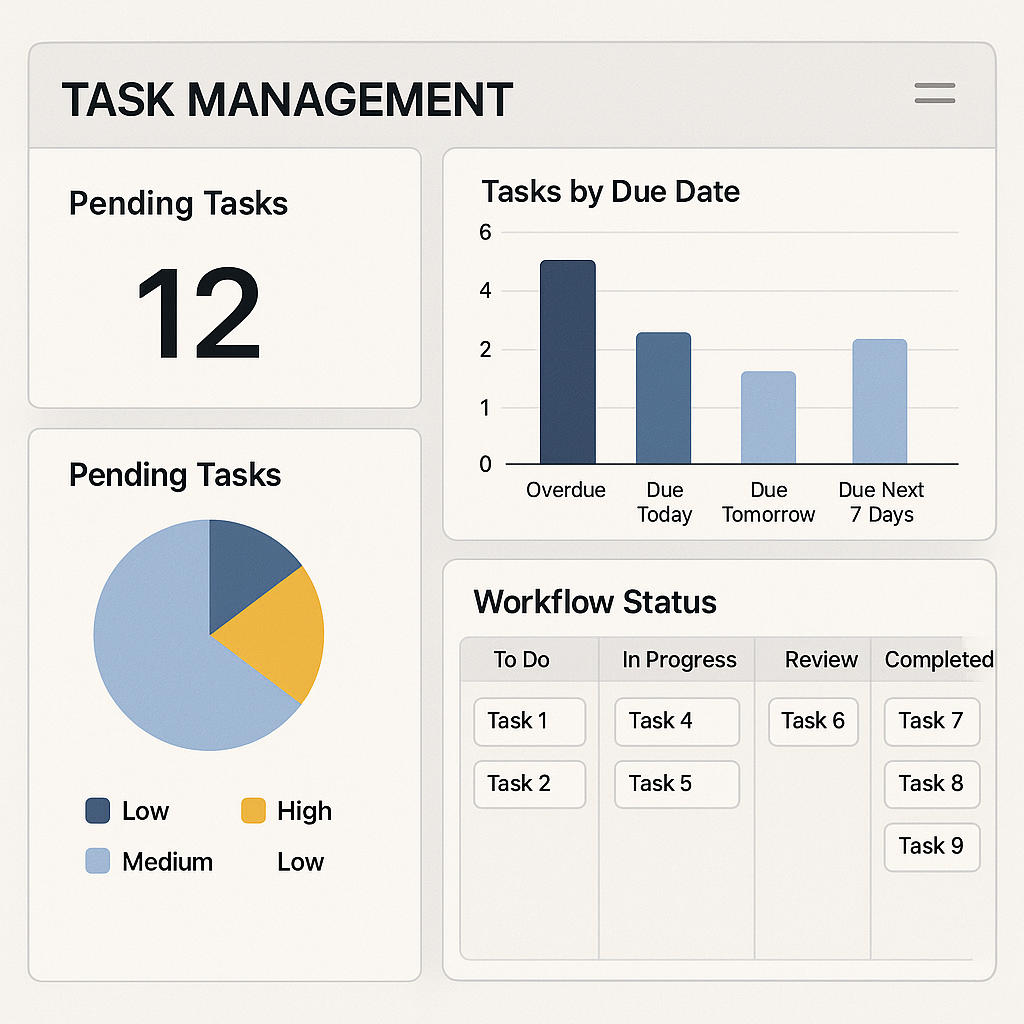 TASK MANAGEMENT
Pending Tasks
12
Tasks by Due Date
6
4
2
1
0
Overdue
Due
Today
Due
Tomorrow
Due Next
7 Days
Pending Tasks
Low
High
Medium
Low
Workflow Status
To Do
In Progress
Review
Completed
Task 1
Task 4
Task 6
Task 7
Task 2
Task 5
Task 8
Task 9